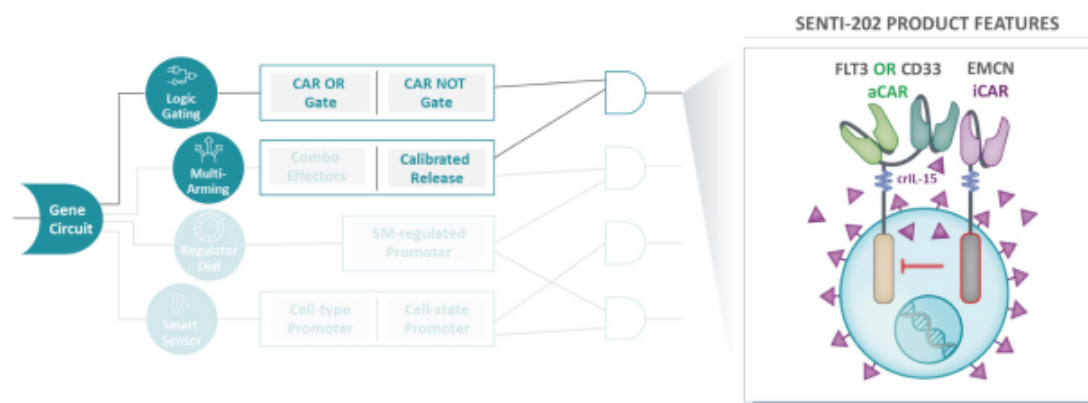 SENTI-202 PRODUCT FEATURES
Logic
Gating
CAR OR
Gate
CAR NOT
Gate
Multi-
Arming
Combo
Effectors
Calibrated
Release
Gene
Circuit
Regulator
Dial
SM-regulated
Promoter
Smart
Sensor
Cell-type
Promoter
Cell-state
Promoter
FLT3 OR CD33
aCAR
EMCN
iCAR
crIL-15